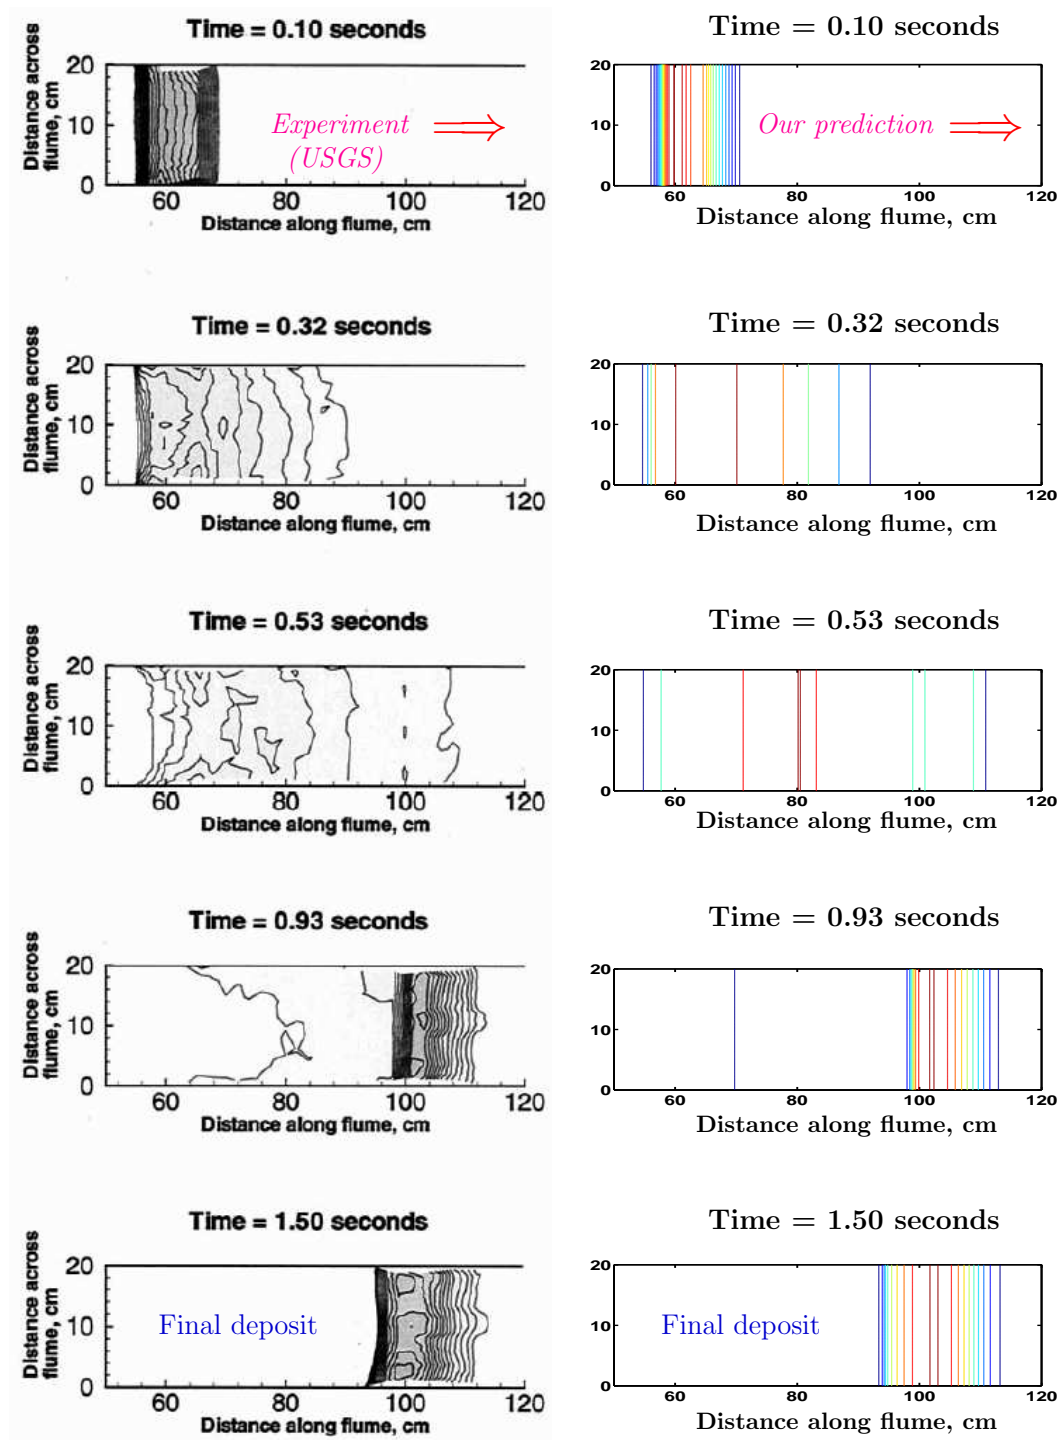 Time = 0.10 seconds
Distance across
flume, cm
20
10
0
Experiment
(USGS)
60 80 100 120
Distance along flume, cm
Time = 0.10 seconds
20
10
0
Our prediction
60 80 100 120
Distance along flume, cm
Time = 0.32 seconds
Distance across
flume, cm
20
10
0
60 80 100 120
Distance along flume, cm
Time = 0.32 seconds
20
10
0
60 80 100 120
Distance along flume, cm
Time = 0.53 seconds
Distance across
flume, cm
20
10
0
60 80 100 120
Distance along flume, cm
Time = 0.53 seconds
20
10
0
60 80 100 120
Distance along flume, cm
Time = 0.93 seconds
Distance across
flume, cm
20
10
0
60 80 100 120
Distance along flume, cm
Time = 0.93 seconds
20
10
0
60 80 100 120
Distance along flume, cm
Time = 1.50 seconds
Distance across
flume, cm
20
10
0
Final deposit
60 80 100 120
Distance along flume, cm
Time = 1.50 seconds
20
10
0
Final deposit
60 80 100 120
Distance along flume, cm